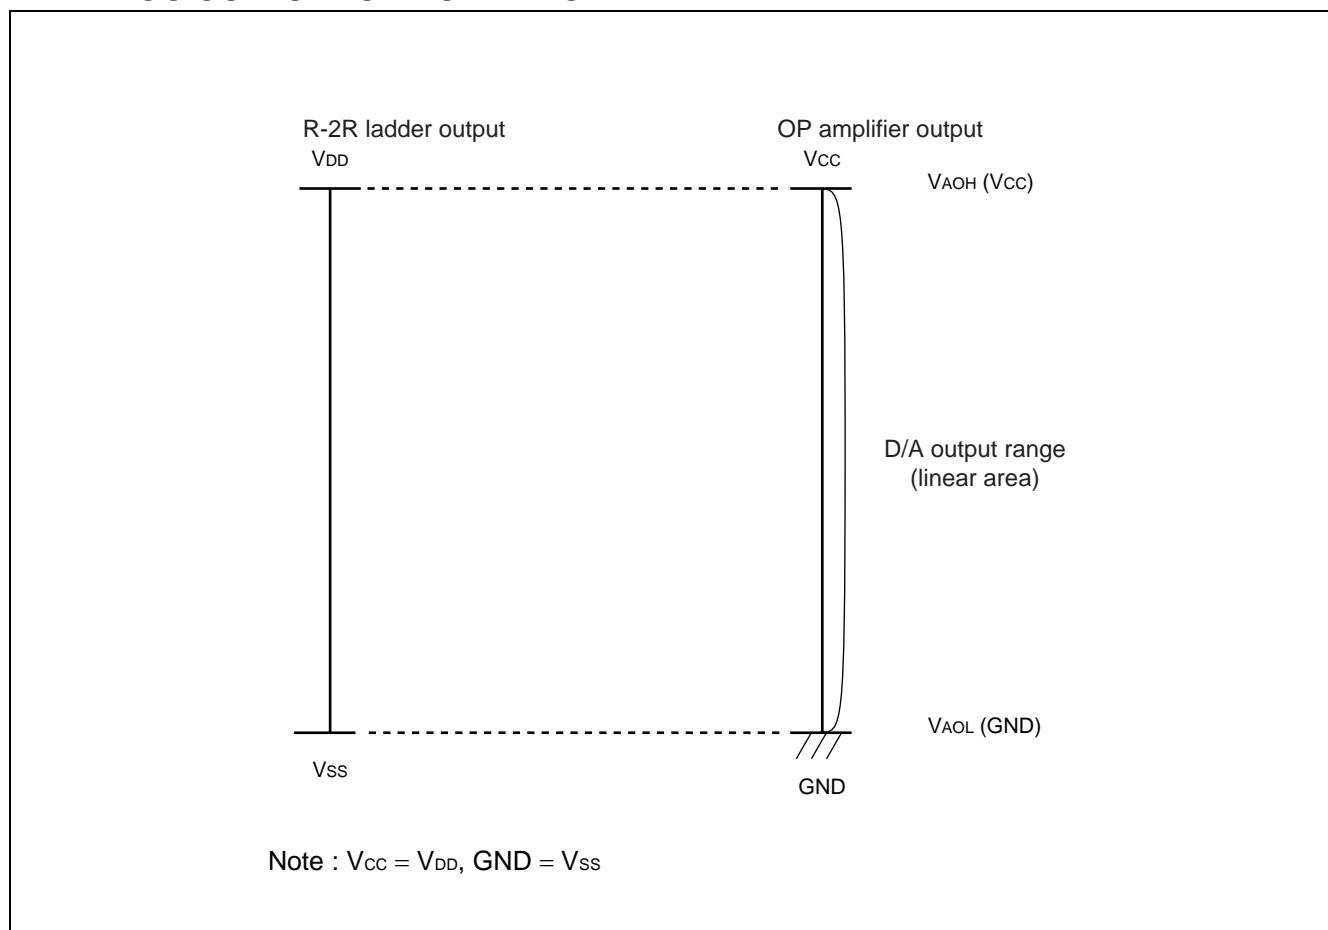 R-2R ladder output
OP amplifier output
VDD
VCC
VAOH (VCC)
D/A output range
(linear area)
VAOL (GND)
VSS
GND
Note : VCC = VDD, GND = VSS